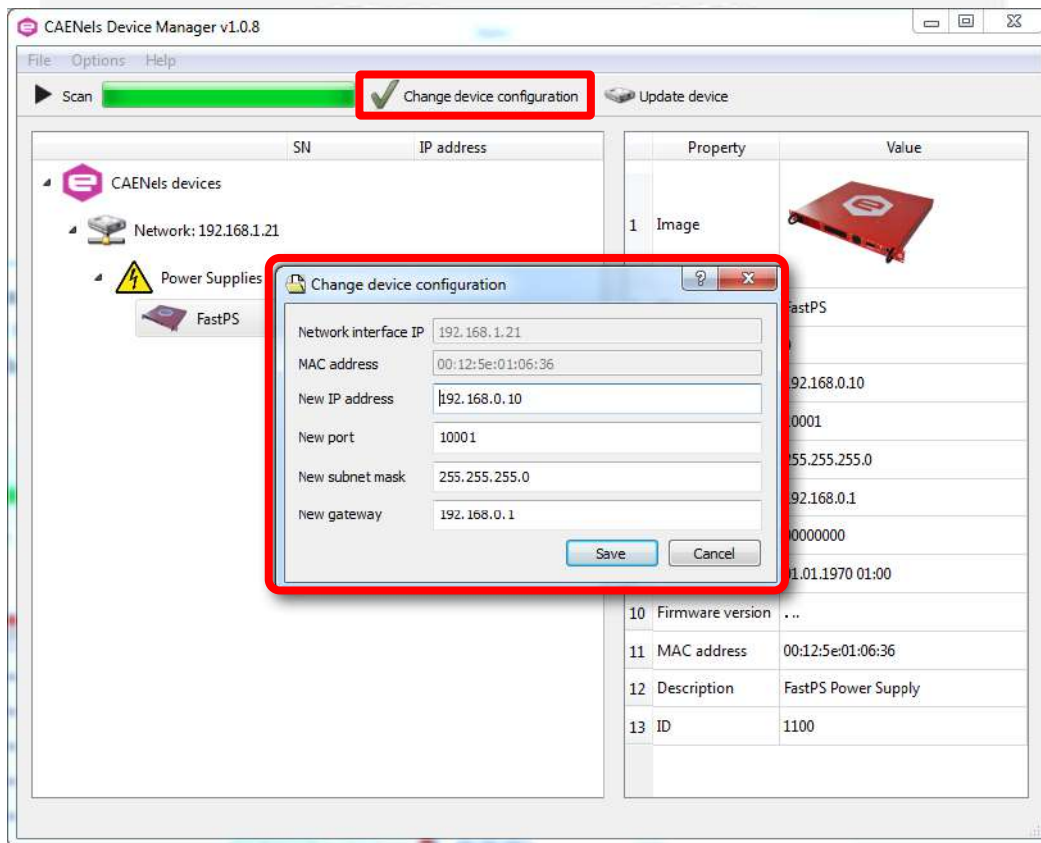 CAENels Device Manager v1.0.8
File Options Help
Scan
Change device configuration
Update device
SN IP address
CAENels devices
Network: 192.168.1.21
Power Supplies
FastPS
Property Value
1 Image
FastPS
92.168.0.10
0001
55.255.255.0
92.168.0.1
0000000
01.01.1970 01:00
10 Firmware version . ..
11 MAC address 00:12:5e:01:06:36
12 Description FastPS Power Supply
13 ID 1100
Change device configuration
Network interface IP 192.168.1.21
MAC address 00:12:5e:01:06:36
New IP address 192.168.0.10
New port 10001
New subnet mask 255.255.255.0
New gateway 192.168.0.1
Save Cancel